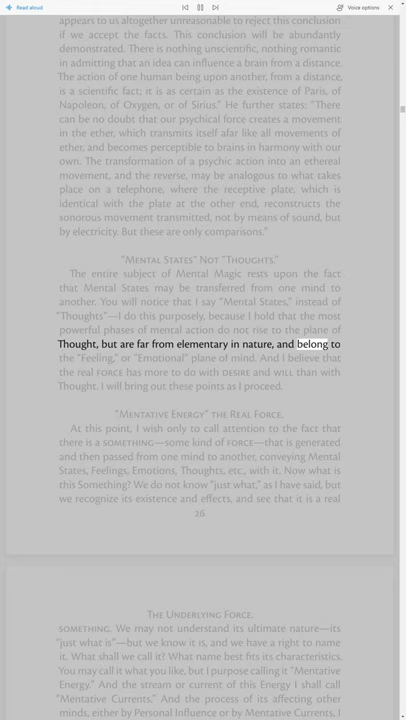 Read aloud
Voice options
appears to us altogether unreasonable to reject this conclusion
if we accept the facts. This conclusion will be abundantly
demonstrated. There is nothing unscientific, nothing romantic
in admitting that an idea can influence a brain from a distance.
The action of one human being upon another, from a distance,
is a scientific fact; it is as certain as the existence of Paris, of
Napoleon, of Oxygen, or of Sirius." He further states: "There
can be no doubt that our psychical force creates a movement
in the ether, which transmits itself afar like all movements of
ether, and becomes perceptible to brains in harmony with our
own. The transformation of a psychic action into an ethereal
movement, and the reverse, may be analogous to what takes
place on a telephone, where the receptive plate, which is
identical with the plate at the other end, reconstructs the
sonorous movement transmitted, not by means of sound, but
by electricity. But these are only comparisons."
"Mental States" Not "Thoughts."
The entire subject of Mental Magic rests upon the fact
that Mental States may be transferred from one mind to
another. You will notice that I say "Mental States," instead of
"Thoughts"—I do this purposely, because I hold that the most
powerful phases of mental action do not rise to the plane of
Thought, but are far from elementary in nature, and belong to
the "Feeling," or "Emotional" plane of mind. And I believe that
the real force has more to do with desire and will than with
Thought. I will bring out these points as I proceed.
"Mentative Energy" the Real Force.
At this point, I wish only to call attention to the fact that
there is a something—some kind of force—that is generated
and then passed from one mind to another, conveying Mental
States, Feelings, Emotions, Thoughts, etc., with it. Now what is
this Something? We do not know "just what," as I have said, but
we recognize its existence and effects, and see that it is a real
26
The Underlying Force.
something. We may not understand its ultimate nature—its
"just what is"—but we know it is, and we have a right to name
it. What shall we call it? What name best fits its characteristics.
You may call it what you like, but I purpose calling it "Mentative
Energy." And the stream or current of this Energy I shall call
"Mentative Currents." And the process of its affecting other
minds, either by Personal Influence or by Mentative Currents, I